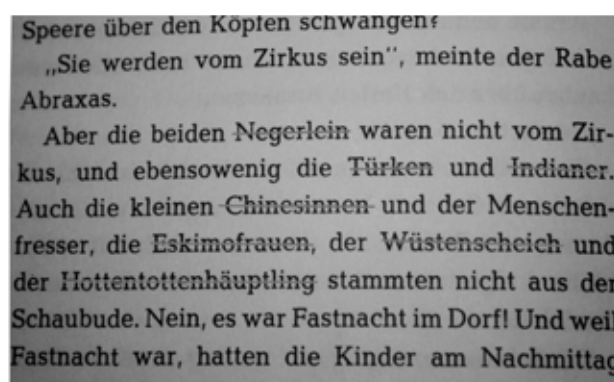 Speere über den Köpfen schwangen?
„Sie werden vom Zirkus sein", meinte der Rabe
Abraxas.
Aber die beiden Negerlein waren nicht vom Zir-
kus, und ebensowenig die Türken und Indianer.
Auch die kleinen Chinesinnen und der Menschen-
fresser, die Eskimofrauen, der Wüstenscheich und
der Hottentottenhäuptling stammten nicht aus der
Schaubude. Nein, es war Fastnacht im Dorf! Und weil
Fastnacht war, hatten die Kinder am Nachmittag